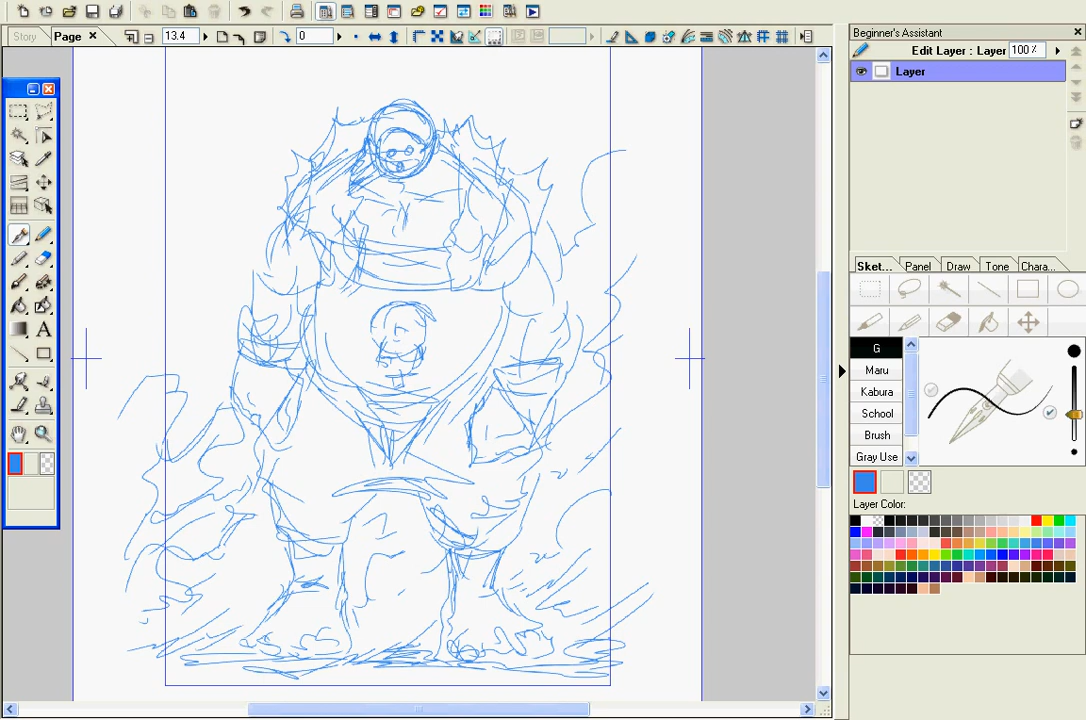 Story
Page
13.4
0
Beginner's Assistant
Edit Layer : Layer 100%
Layer
Sket...
Panel
Draw
Tone
Chara...
G
Maru
Kabura
School
Brush
Gray Use
Layer Color:
A